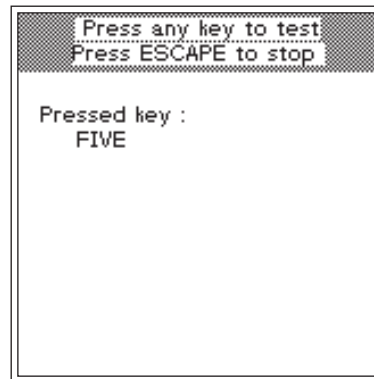 Press any key to test
Press ESCAPE to stop
Pressed key :
FIVE